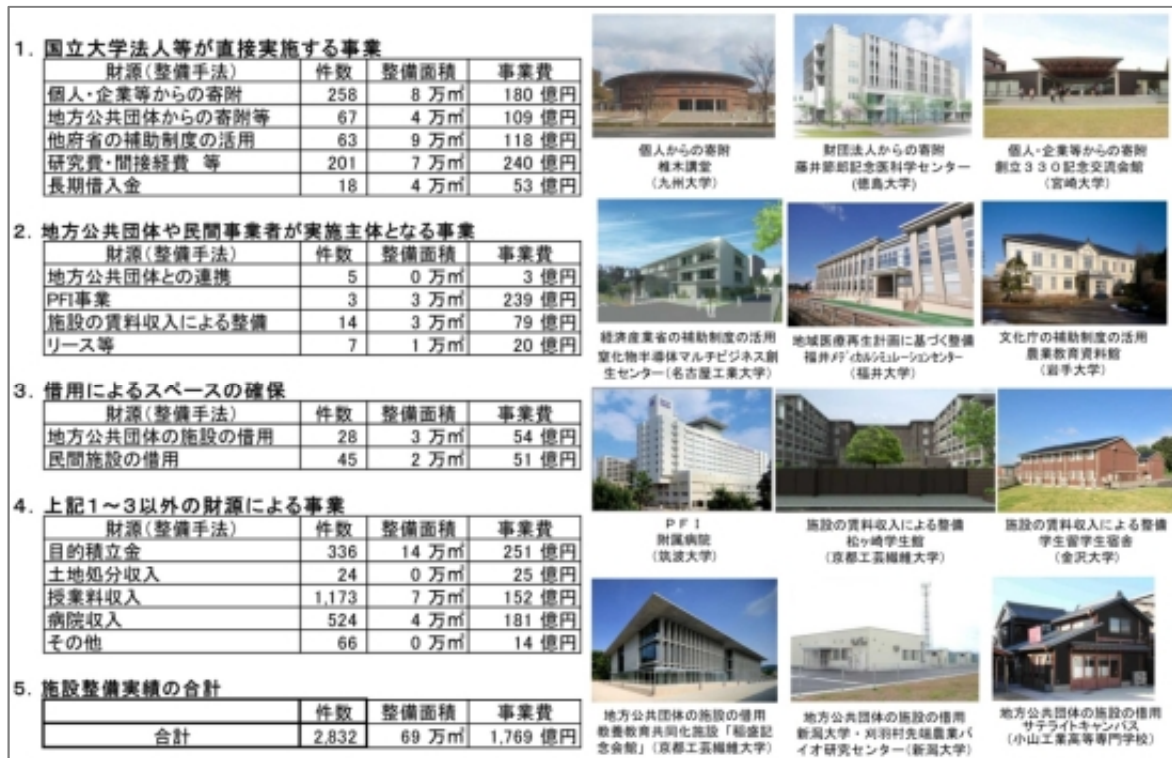 1. 国立大学法人等が直接実施する事業
財源(整備手法) 件数 整備面積 事業費
個人・企業等からの寄附 258 8 万㎡ 180 億円
地方公共団体からの寄附等 67 4 万㎡ 109 億円
他府省の補助制度の活用 63 9 万㎡ 118 億円
研究費・間接経費 等 201 7 万㎡ 240 億円
長期借入金 18 4 万㎡ 53 億円
2. 地方公共団体や民間事業者が実施主体となる事業
財源(整備手法) 件数 整備面積 事業費
地方公共団体との連携 5 0 万㎡ 3 億円
PFI事業 3 3 万㎡ 239 億円
施設の賃料収入による整備 14 3 万㎡ 79 億円
リース等 7 1 万㎡ 20 億円
3. 借用によるスペースの確保
財源(整備手法) 件数 整備面積 事業費
地方公共団体の施設の借用 28 3 万㎡ 54 億円
民間施設の借用 45 2 万㎡ 51 億円
4. 上記1~3以外の財源による事業
財源(整備手法) 件数 整備面積 事業費
目的積立金 336 14 万㎡ 251 億円
土地処分収入 24 0 万㎡ 25 億円
授業料収入 1,173 7 万㎡ 152 億円
病院収入 524 4 万㎡ 181 億円
その他 66 0 万㎡ 14 億円
5. 施設整備実績の合計
件数 整備面積 事業費
合計 2,832 69 万㎡ 1,769 億円
個人からの寄附
椎木講堂
(九州大学)
財団法人からの寄附
藤井節郎記念医科学センター
(徳島大学)
個人・企業等からの寄附
創立330記念交流会館
(宮崎大学)
経済産業省の補助制度の活用
窒化物半導体マルチビジネス創
生センター(名古屋工業大学)
地域医療再生計画に基づく整備
福井メディカルシミュレーションセンター
(福井大学)
文化庁の補助制度の活用
農業教育資料館
(岩手大学)
PFI
附属病院
(筑波大学)
施設の賃料収入による整備
松ヶ崎学生館
(京都工芸繊維大学)
施設の賃料収入による整備
学生留学生宿舎
(金沢大学)
地方公共団体の施設の借用
教養教育共同化施設「稲盛記
念会館」(京都工芸繊維大学)
地方公共団体の施設の借用
新潟大学・刈羽村先端農業バ
イオ研究センター(新潟大学)
地方公共団体の施設の借用
サテライトキャンパス
(小山工業高等専門学校)